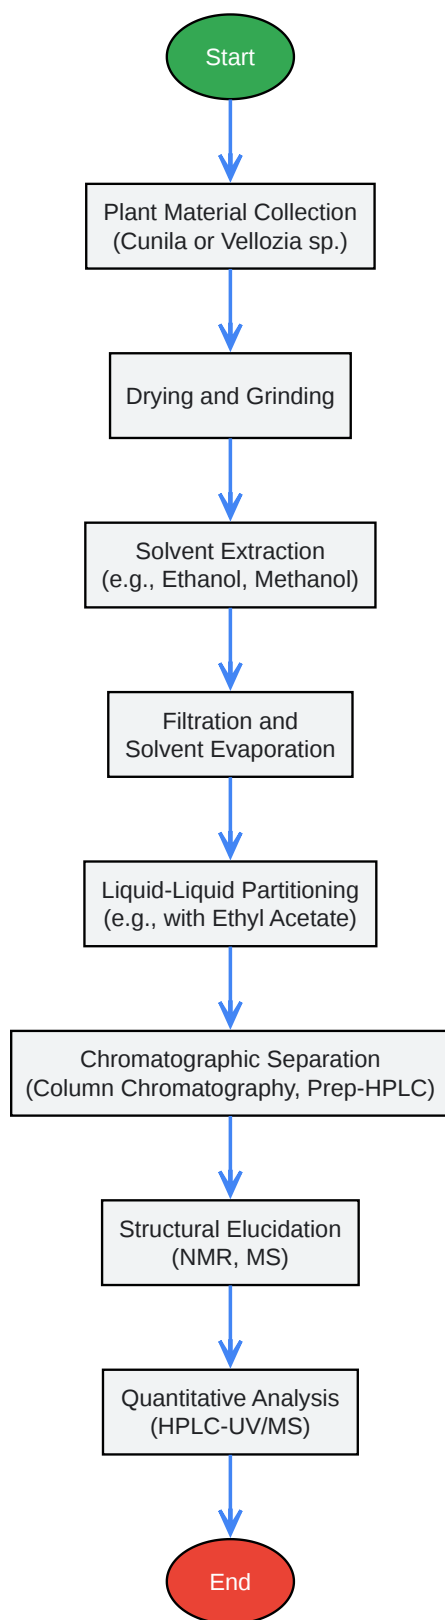 Start
Plant Material Collection
(Cunila or Vellozia sp.)
Drying and Grinding
Solvent Extraction
(e.g., Ethanol, Methanol)
Filtration and
Solvent Evaporation
Liquid-Liquid Partitioning
(e.g., with Ethyl Acetate)
Chromatographic Separation
(Column Chromatography, Prep-HPLC)
Structural Elucidation
(NMR, MS)
Quantitative Analysis
(HPLC-UV/MS)
End